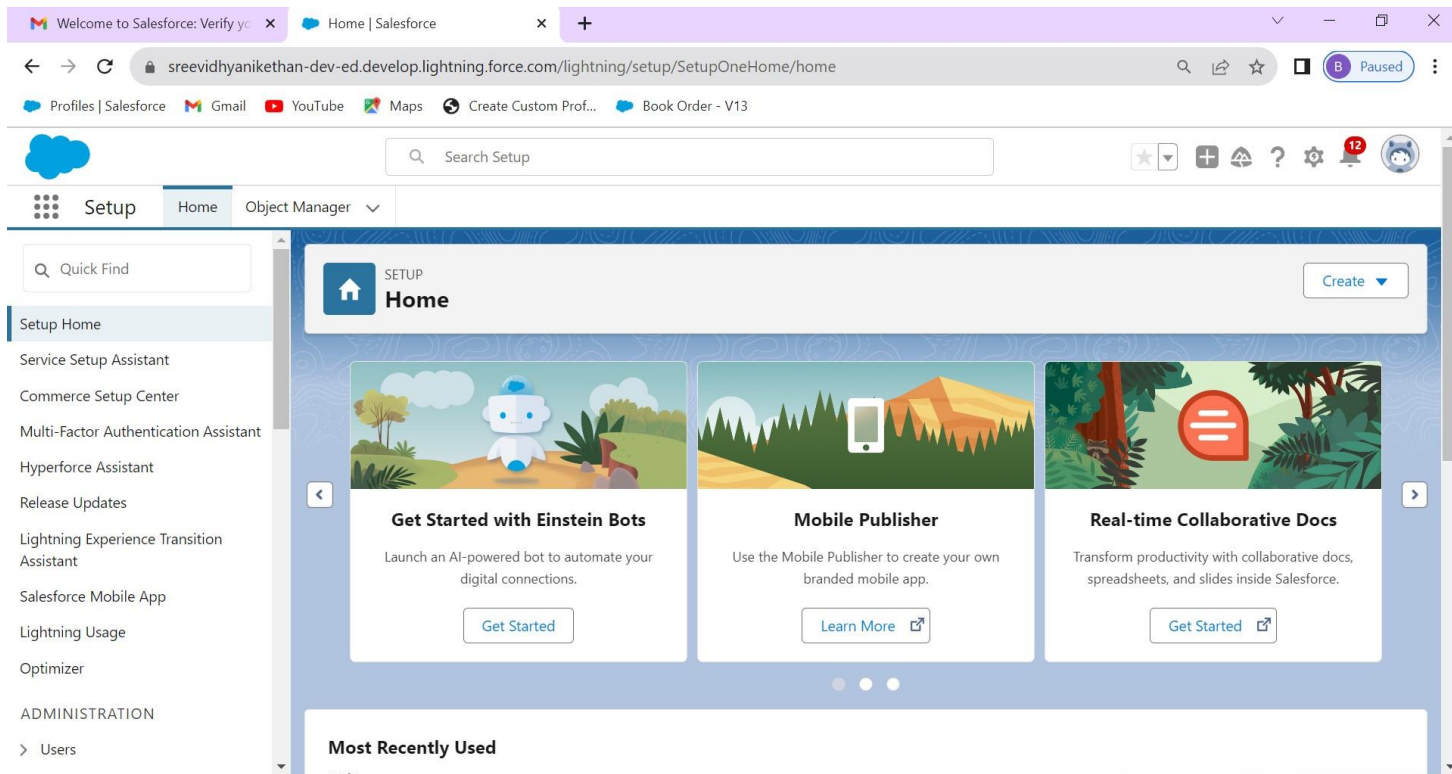 Welcome to Salesforce: Verify yo
Home | Salesforce
sreevidhyanikethan-dev-ed.develop.lightning.force.com/lightning/setup/SetupOneHome/home
B Paused
Profiles | Salesforce Gmail YouTube Maps Create Custom Prof... Book Order - V13
Search Setup
12
Setup Home Object Manager
Quick Find
Setup Home
Service Setup Assistant
Commerce Setup Center
Multi-Factor Authentication Assistant
Hyperforce Assistant
Release Updates
Lightning Experience Transition
Assistant
Salesforce Mobile App
Lightning Usage
Optimizer
ADMINISTRATION
Users
SETUP
Home
Create
Get Started with Einstein Bots
Launch an AI-powered bot to automate your
digital connections.
Get Started
Mobile Publisher
Use the Mobile Publisher to create your own
branded mobile app.
Learn More
Real-time Collaborative Docs
Transform productivity with collaborative docs,
spreadsheets, and slides inside Salesforce.
Get Started
Most Recently Used